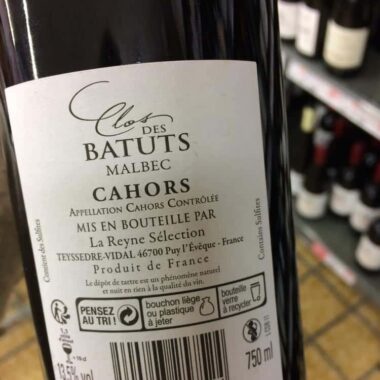 Clos
DES
BATUTS
MALBEC
CAHORS
APPELLATION CAHORS CONTRÔLÉE
MIS EN BOUTEILLE PAR
La Reyne Sélection
TEYSSEDRE-VIDAL 46700 Puy l'Évêque - France
Produit de France
Le dépôt de tartre est un phénomène naturel
et nuit en rien à la qualité du vin.
Contient des Sulfites
Contains Sulfites
PENSEZ
AU TRI !
bouchon liège
ou plastique
à jeter
bouteille
verre
à recycler
13,5% vol
750 ml